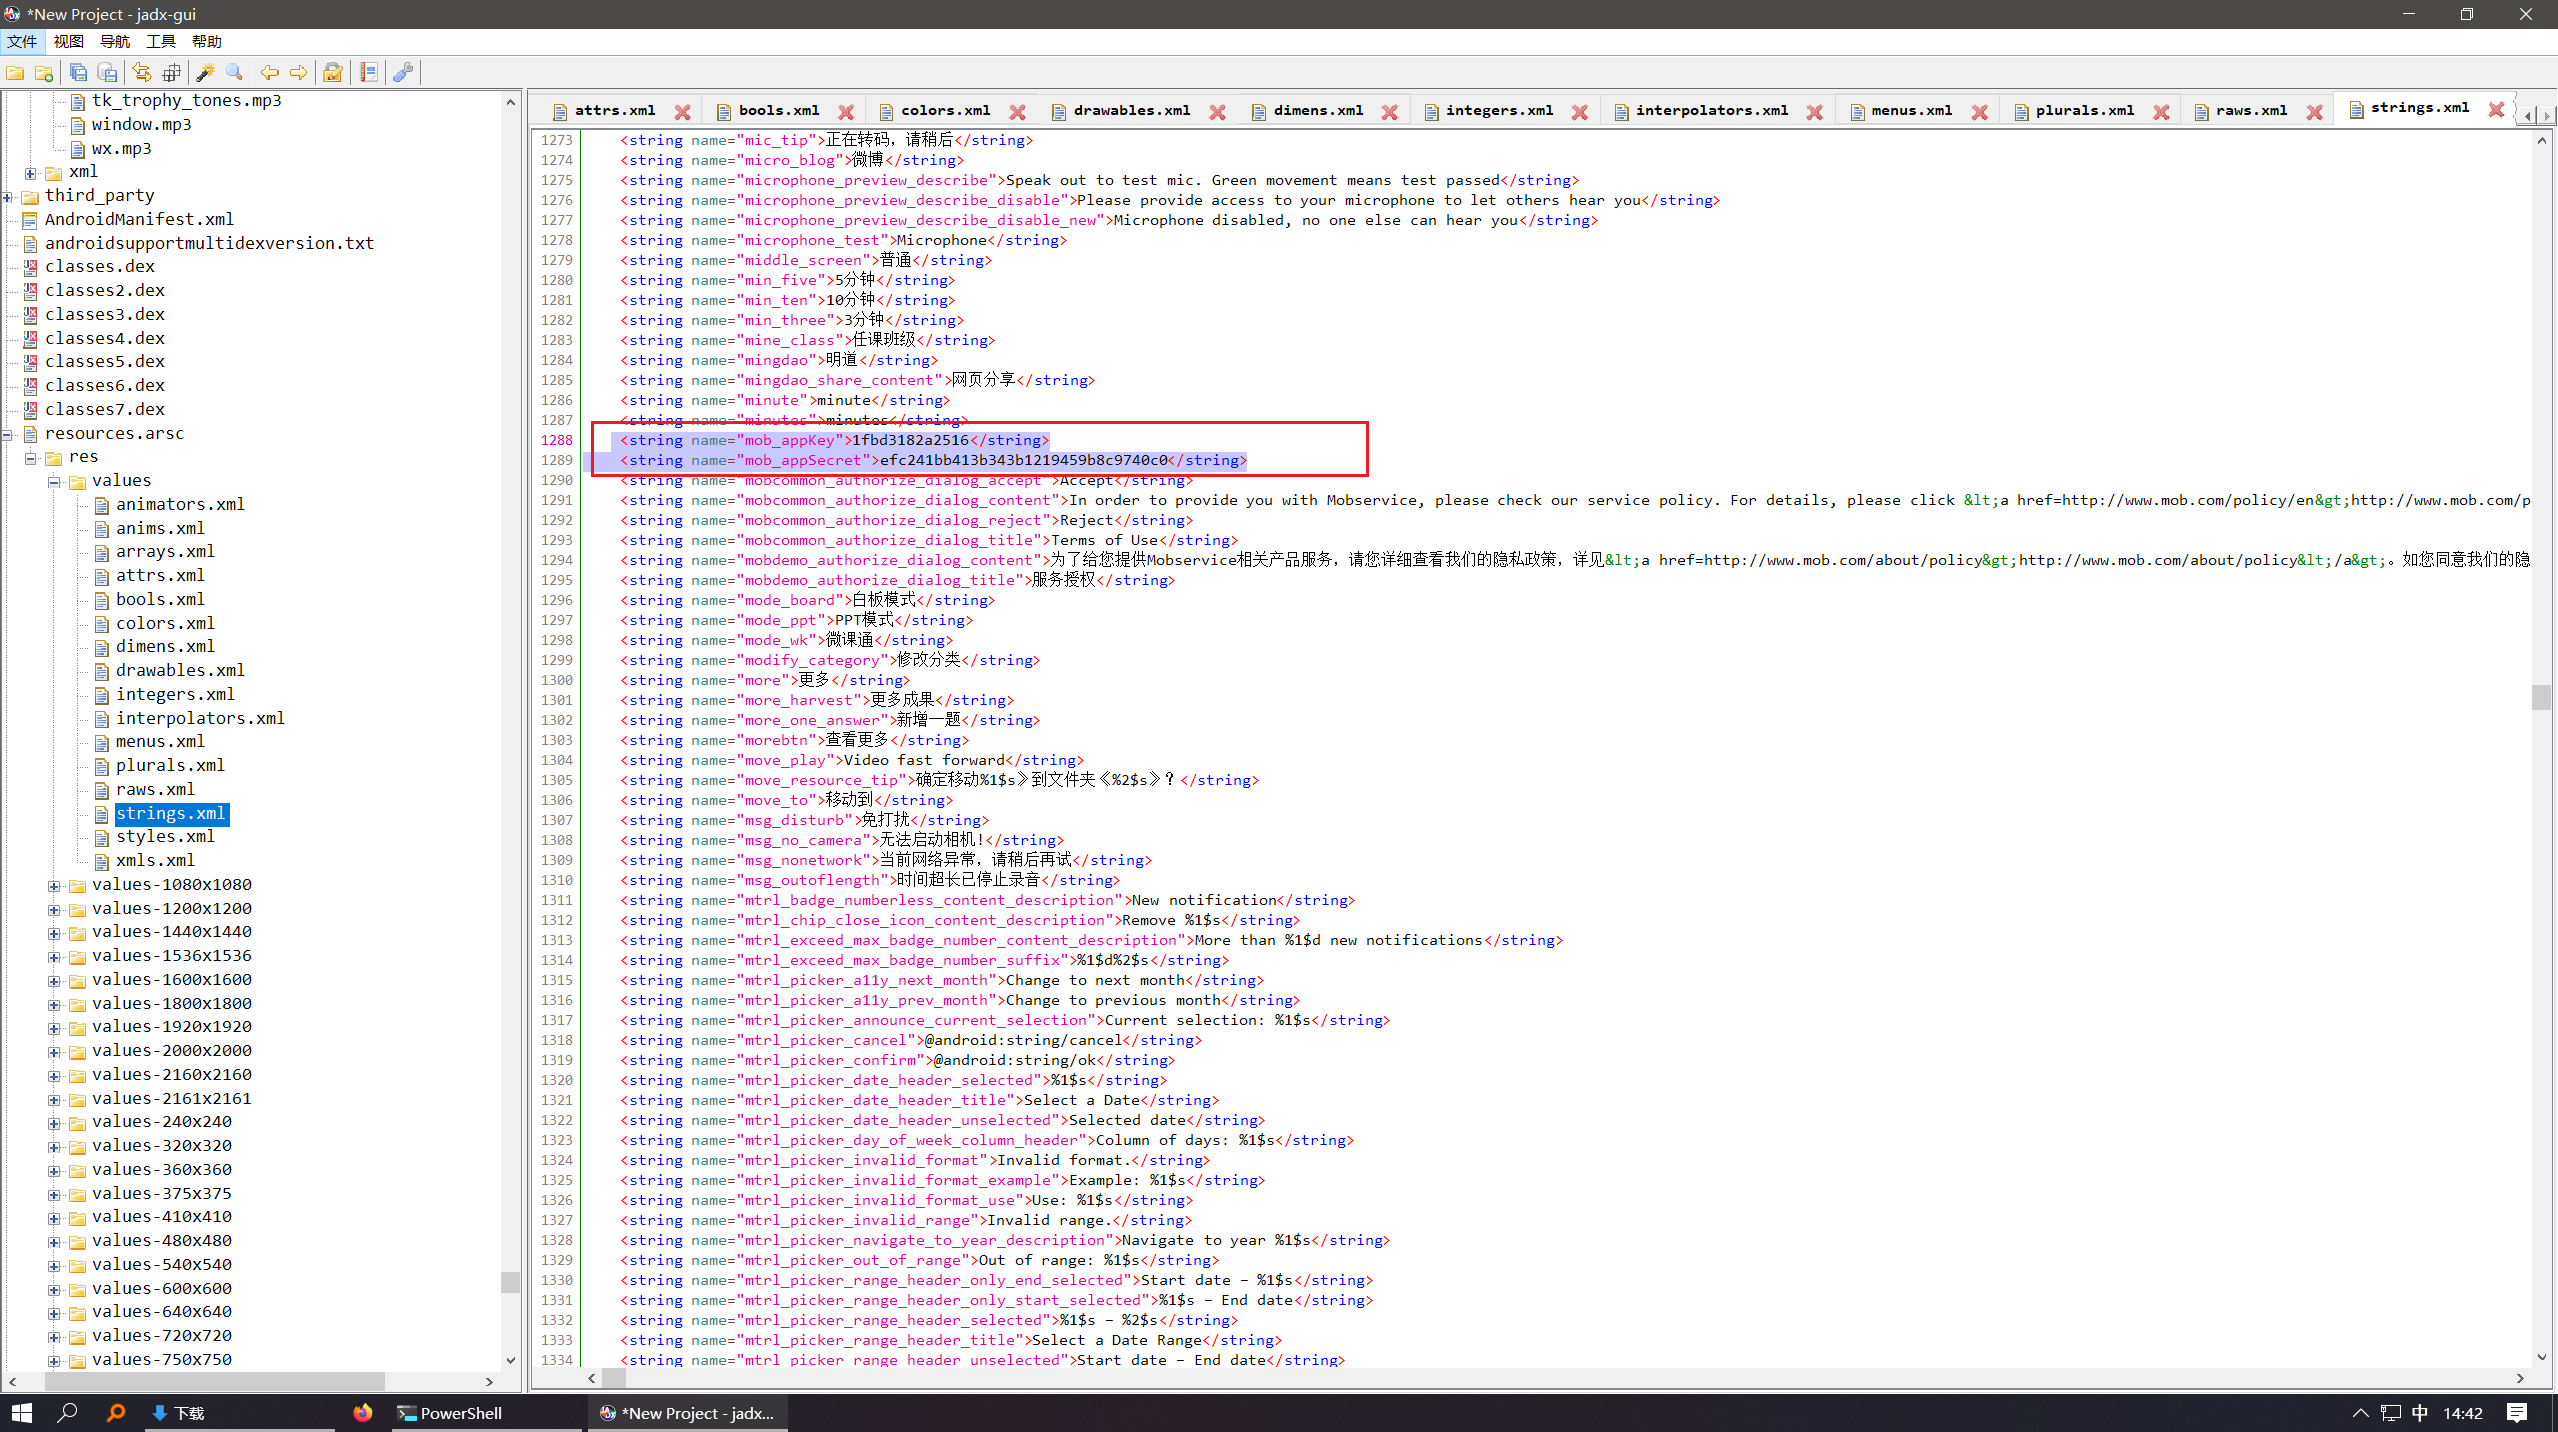 *New Project - jadx-gui
文件 视图 导航 工具 帮助
tk_trophy_tones.mp3
window.mp3
wx.mp3
xml
third_party
AndroidManifest.xml
androidsupportmultidexversion.txt
classes.dex
classes2.dex
classes3.dex
classes4.dex
classes5.dex
classes6.dex
classes7.dex
resources.arsc
res
values
animators.xml
anims.xml
arrays.xml
attrs.xml
bools.xml
colors.xml
dimens.xml
drawables.xml
integers.xml
interpolators.xml
menus.xml
plurals.xml
raws.xml
strings.xml
styles.xml
xmls.xml
values-1080x1080
values-1200x1200
values-1440x1440
values-1536x1536
values-1600x1600
values-1800x1800
values-1920x1920
values-2000x2000
values-2160x2160
values-2161x2161
values-240x240
values-320x320
values-360x360
values-375x375
values-410x410
values-480x480
values-540x540
values-600x600
values-640x640
values-720x720
values-750x750
attrs.xml bools.xml colors.xml drawables.xml dimens.xml integers.xml interpolators.xml menus.xml plurals.xml raws.xml strings.xml
1273 <string name="mic_tip">正在转码，请稍后</string>
1274 <string name="micro_blog">微博</string>
1275 <string name="microphone_preview_describe">Speak out to test mic. Green movement means test passed</string>
1276 <string name="microphone_preview_describe_disable">Please provide access to your microphone to let others hear you</string>
1277 <string name="microphone_preview_describe_disable_new">Microphone disabled, no one else can hear you</string>
1278 <string name="microphone_test">Microphone</string>
1279 <string name="middle_screen">普通</string>
1280 <string name="min_five">5分钟</string>
1281 <string name="min_ten">10分钟</string>
1282 <string name="min_three">3分钟</string>
1283 <string name="mine_class">任课班级</string>
1284 <string name="mingdao">明道</string>
1285 <string name="mingdao_share_content">网页分享</string>
1286 <string name="minute">minute</string>
1287 <string name="minutes">minutes</string>
1288 <string name="mob_appKey">1fbd3182a2516</string>
1289 <string name="mob_appSecret">efc241bb413b343b1219459b8c9740c0</string>
1290 <string name="mobcommon_authorize_dialog_accept">Accept</string>
1291 <string name="mobcommon_authorize_dialog_content">In order to provide you with Mobservice, please check our service policy. For details, please click &lt;a href=http://www.mob.com/policy/en&gt;http://www.mob.com/p
1292 <string name="mobcommon_authorize_dialog_reject">Reject</string>
1293 <string name="mobcommon_authorize_dialog_title">Terms of Use</string>
1294 <string name="mobdemo_authorize_dialog_content">为了给您提供Mobservice相关产品服务，请您详细查看我们的隐私政策，详见&lt;a href=http://www.mob.com/about/policy&gt;http://www.mob.com/about/policy&lt;/a&gt;。如您同意我们的隐
1295 <string name="mobdemo_authorize_dialog_title">服务授权</string>
1296 <string name="mode_board">白板模式</string>
1297 <string name="mode_ppt">PPT模式</string>
1298 <string name="mode_wk">微课通</string>
1299 <string name="modify_category">修改分类</string>
1300 <string name="more">更多</string>
1301 <string name="more_harvest">更多成果</string>
1302 <string name="more_one_answer">新增一题</string>
1303 <string name="morebtn">查看更多</string>
1304 <string name="move_play">Video fast forward</string>
1305 <string name="move_resource_tip">确定移动%1$s》到文件夹《%2$s》？</string>
1306 <string name="move_to">移动到</string>
1307 <string name="msg_disturb">免打扰</string>
1308 <string name="msg_no_camera">无法启动相机!</string>
1309 <string name="msg_nonetwork">当前网络异常，请稍后再试</string>
1310 <string name="msg_outoflength">时间超长已停止录音</string>
1311 <string name="mtrl_badge_numberless_content_description">New notification</string>
1312 <string name="mtrl_chip_close_icon_content_description">Remove %1$s</string>
1313 <string name="mtrl_exceed_max_badge_number_content_description">More than %1$d new notifications</string>
1314 <string name="mtrl_exceed_max_badge_number_suffix">%1$d%2$s</string>
1315 <string name="mtrl_picker_a11y_next_month">Change to next month</string>
1316 <string name="mtrl_picker_a11y_prev_month">Change to previous month</string>
1317 <string name="mtrl_picker_announce_current_selection">Current selection: %1$s</string>
1318 <string name="mtrl_picker_cancel">@android:string/cancel</string>
1319 <string name="mtrl_picker_confirm">@android:string/ok</string>
1320 <string name="mtrl_picker_date_header_selected">%1$s</string>
1321 <string name="mtrl_picker_date_header_title">Select a Date</string>
1322 <string name="mtrl_picker_date_header_unselected">Selected date</string>
1323 <string name="mtrl_picker_day_of_week_column_header">Column of days: %1$s</string>
1324 <string name="mtrl_picker_invalid_format">Invalid format.</string>
1325 <string name="mtrl_picker_invalid_format_example">Example: %1$s</string>
1326 <string name="mtrl_picker_invalid_format_use">Use: %1$s</string>
1327 <string name="mtrl_picker_invalid_range">Invalid range.</string>
1328 <string name="mtrl_picker_navigate_to_year_description">Navigate to year %1$s</string>
1329 <string name="mtrl_picker_out_of_range">Out of range: %1$s</string>
1330 <string name="mtrl_picker_range_header_only_end_selected">Start date – %1$s</string>
1331 <string name="mtrl_picker_range_header_only_start_selected">%1$s – End date</string>
1332 <string name="mtrl_picker_range_header_selected">%1$s – %2$s</string>
1333 <string name="mtrl_picker_range_header_title">Select a Date Range</string>
1334 <string name="mtrl_picker_range_header_unselected">Start date – End date</string>
下载 PowerShell *New Project - jadx... 中 14:42